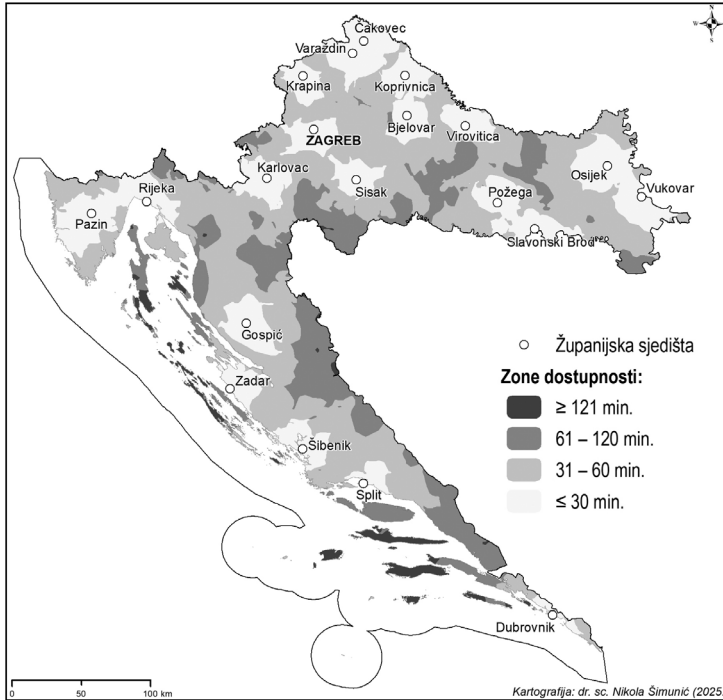 N
W
S
Čakovec
Varaždin
Krapina
Koprivnica
Bjelovar
Virovitica
ZAGREB
Karlovac
Sisak
Osijek
Vukovar
Požega
Slavonski Brod
Rijeka
Pazin
Gospić
Zadar
Šibenik
Split
Dubrovnik
Županijska sjedišta
Zone dostupnosti:
≥ 121 min.
61 – 120 min.
31 – 60 min.
≤ 30 min.
0 50 100 km
Kartografija: dr. sc. Nikola Šimunić (2025